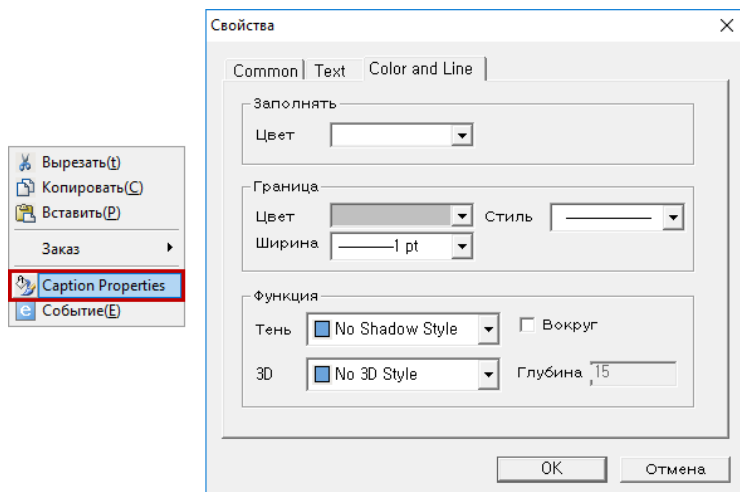 Вырезать(t)
Копировать(C)
Вставить(P)
Заказ
Caption Properties
Событие(E)
Свойства
Common Text Color and Line
Заполнять
Цвет
Граница
Цвет Стиль
Ширина 1 pt
Функция
Тень No Shadow Style Вокруг
3D No 3D Style Глубина 15
OK Отмена